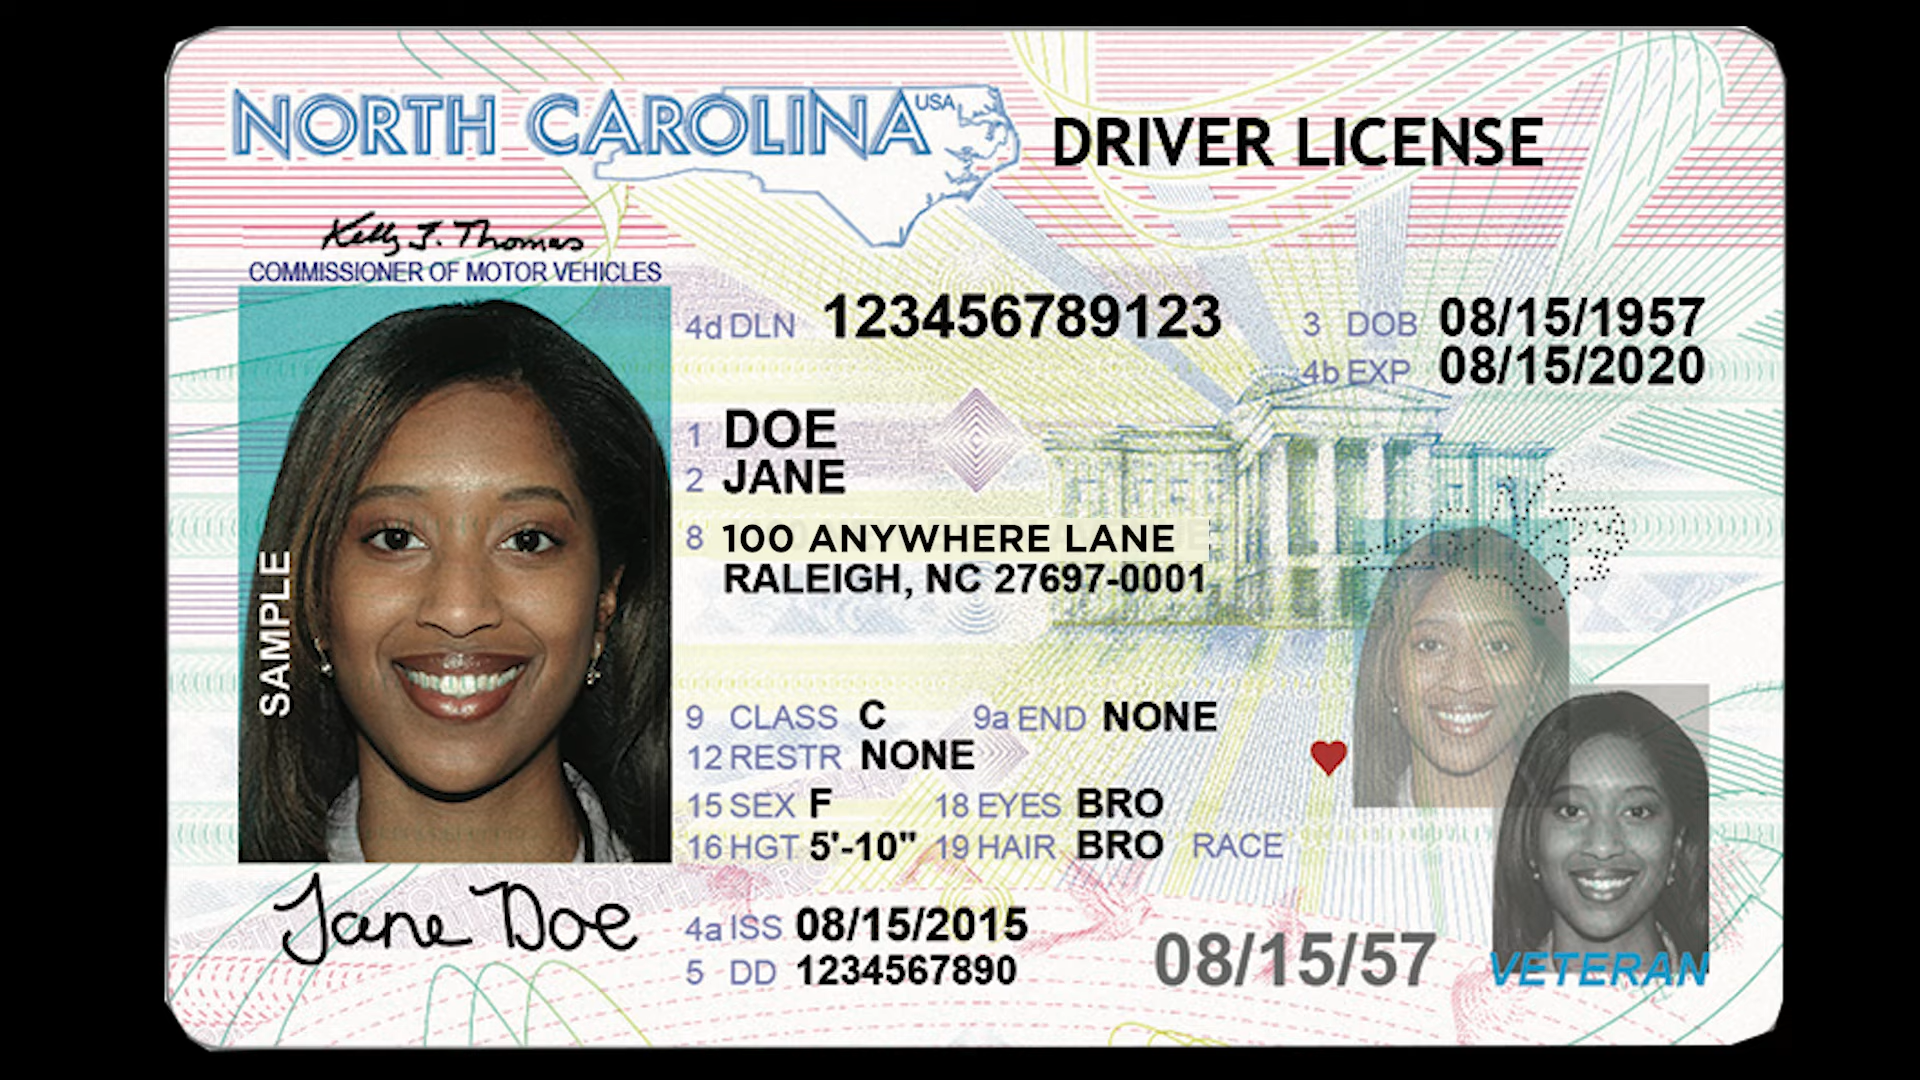 NORTH CAROLINA USA DRIVER LICENSE
Kelly J. Thomas
COMMISSIONER OF MOTOR VEHICLES
4d DLN 123456789123 3 DOB 08/15/1957
4b EXP 08/15/2020
1 DOE
2 JANE
8 100 ANYWHERE LANE
RALEIGH, NC 27697-0001
SAMPLE
9 CLASS C 9a END NONE
12 RESTR NONE
15 SEX F 18 EYES BRO
16 HGT 5'-10" 19 HAIR BRO RACE
Jane Doe
4a ISS 08/15/2015
5 DD 1234567890
08/15/57
VETERAN